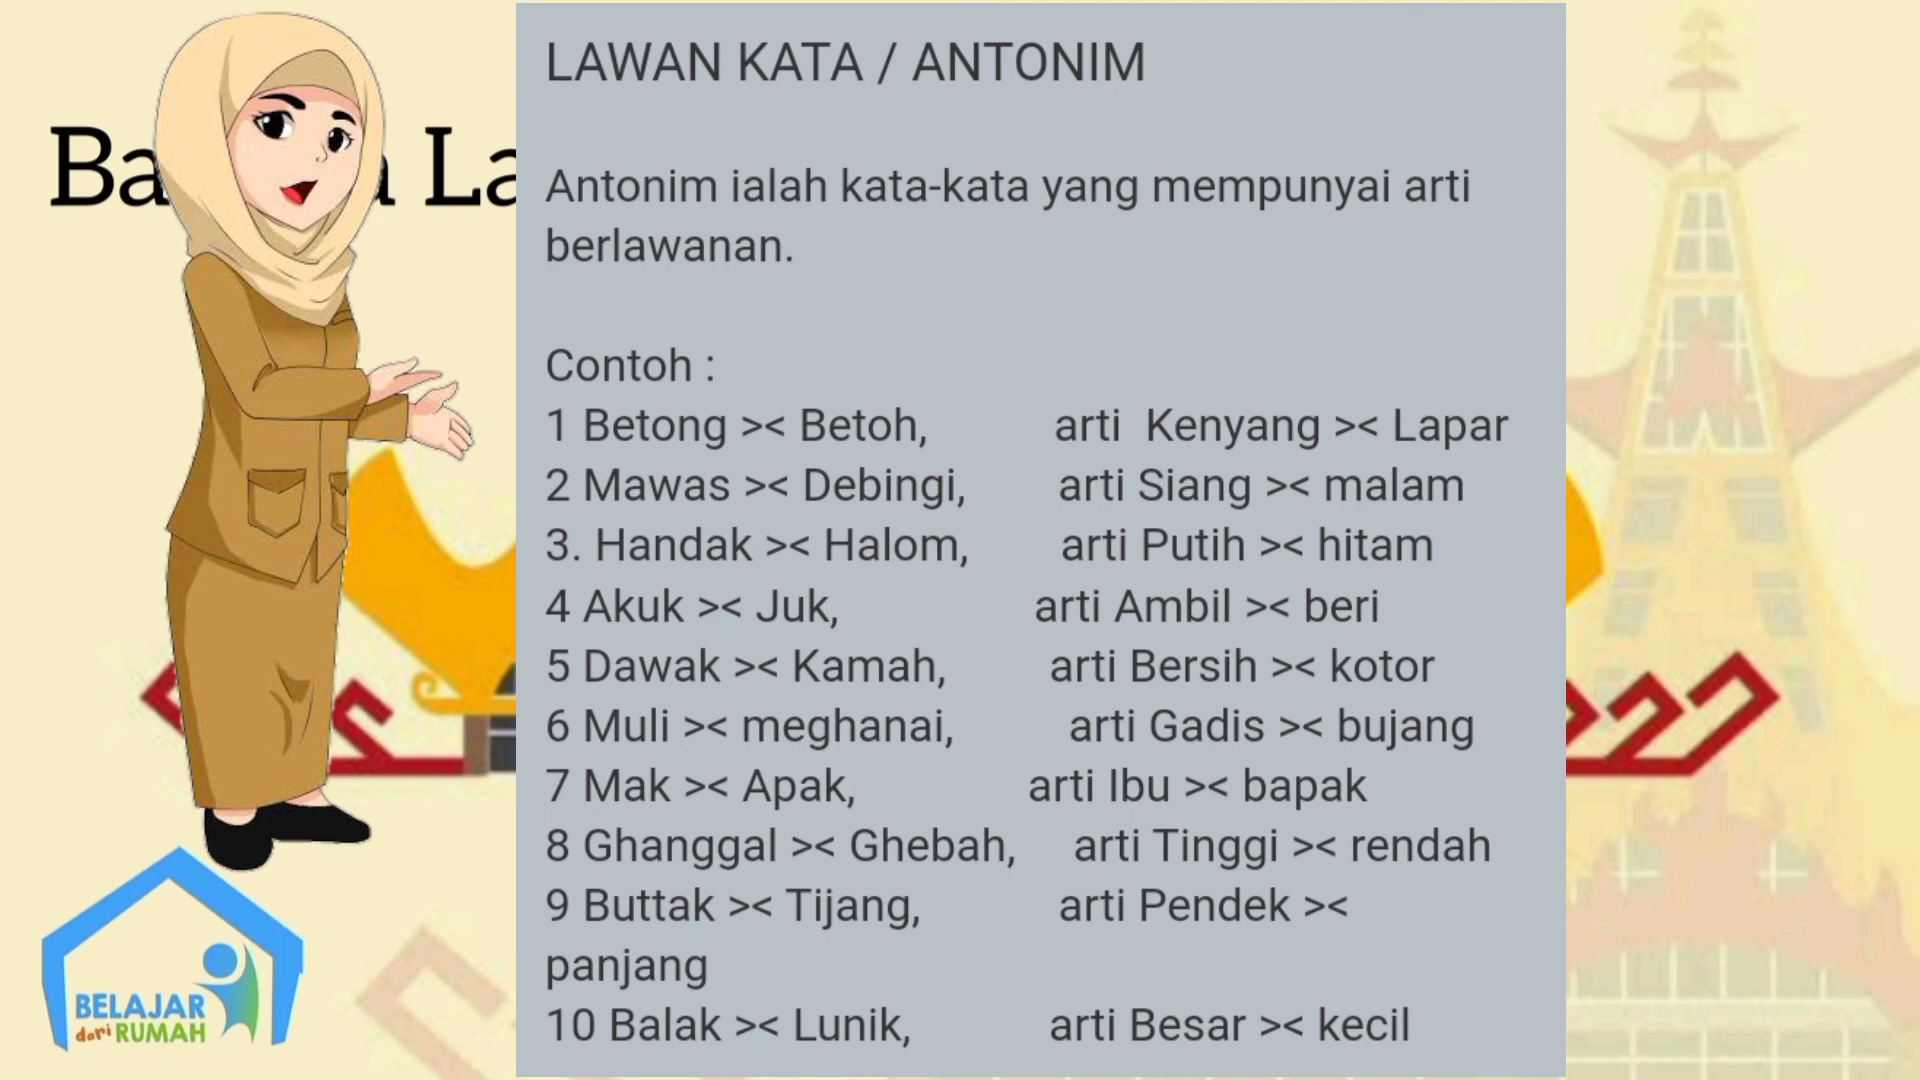 LAWAN KATA / ANTONIM
Antonim ialah kata-kata yang mempunyai arti
berlawanan.
Contoh :
1 Betong >< Betoh, arti Kenyang >< Lapar
2 Mawas >< Debingi, arti Siang >< malam
3. Handak >< Halom, arti Putih >< hitam
4 Akuk >< Juk, arti Ambil >< beri
5 Dawak >< Kamah, arti Bersih >< kotor
6 Muli >< meghanai, arti Gadis >< bujang
7 Mak >< Apak, arti Ibu >< bapak
8 Ghanggal >< Ghebah, arti Tinggi >< rendah
9 Buttak >< Tijang, arti Pendek ><
panjang
10 Balak >< Lunik, arti Besar >< kecil
BELAJAR
dari RUMAH